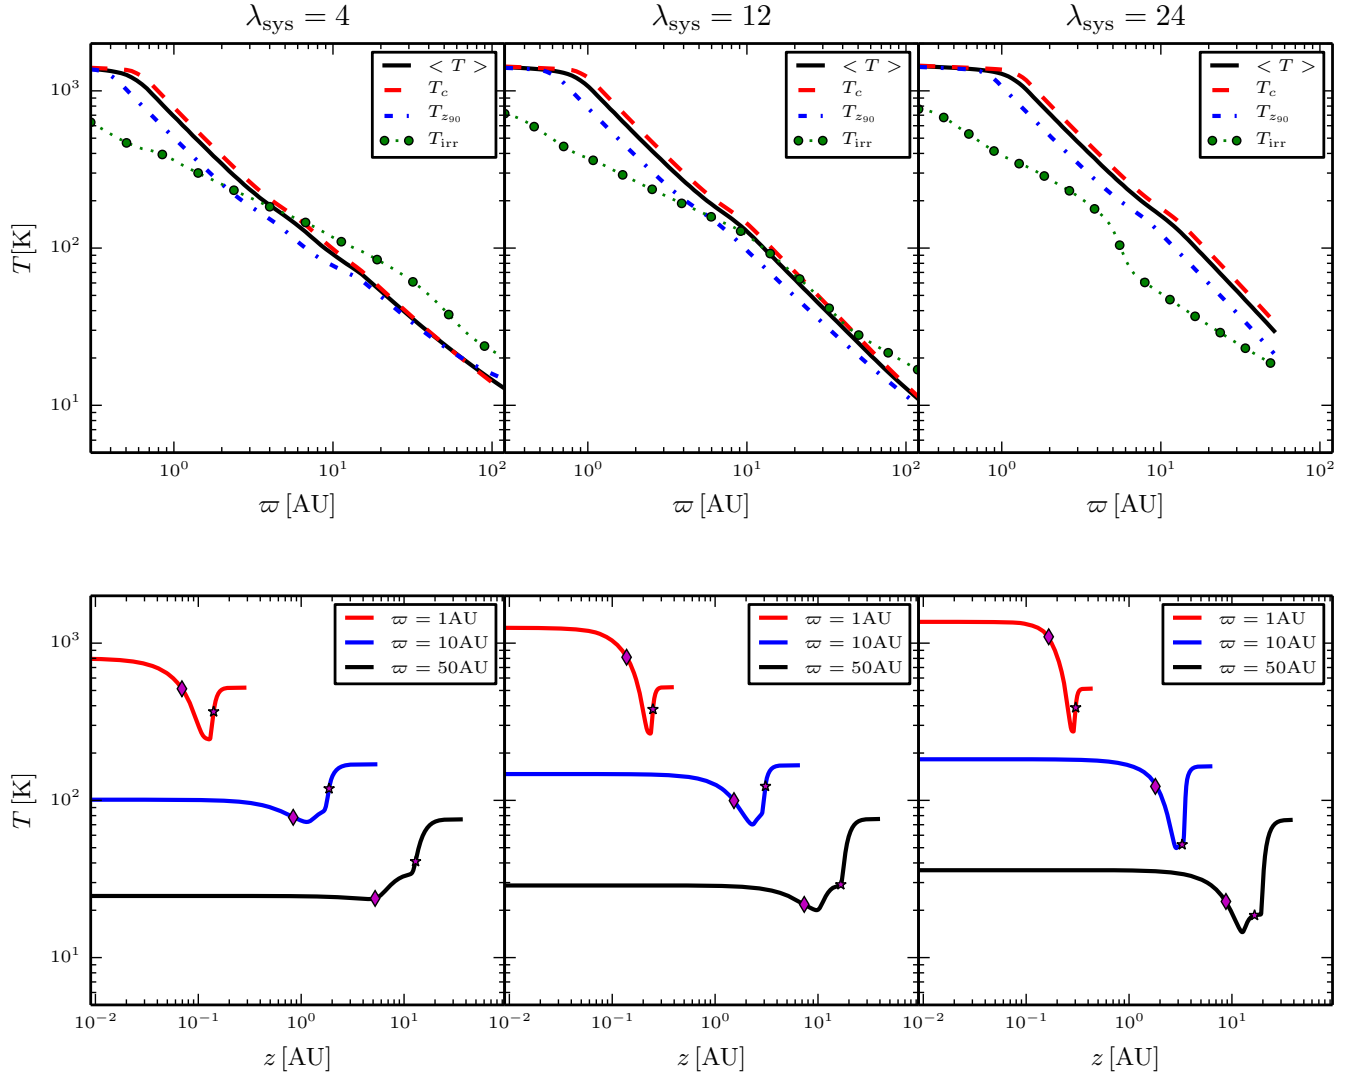 λsys = 4 λsys = 12 λsys = 24
< T > < T > < T >
10³ Tc Tc Tc
Tz₉₀ Tz₉₀ Tz₉₀
Tirr Tirr Tirr
T [K]
10²
10¹
10⁰ 10¹ 10² 10⁰ 10¹ 10² 10⁰ 10¹ 10²
ϖ [AU] ϖ [AU] ϖ [AU]
ϖ = 1AU ϖ = 1AU ϖ = 1AU
10³ ϖ = 10AU ϖ = 10AU ϖ = 10AU
ϖ = 50AU ϖ = 50AU ϖ = 50AU
T [K]
10²
10¹
10⁻² 10⁻¹ 10⁰ 10¹ 10⁻² 10⁻¹ 10⁰ 10¹ 10⁻² 10⁻¹ 10⁰ 10¹
z [AU] z [AU] z [AU]